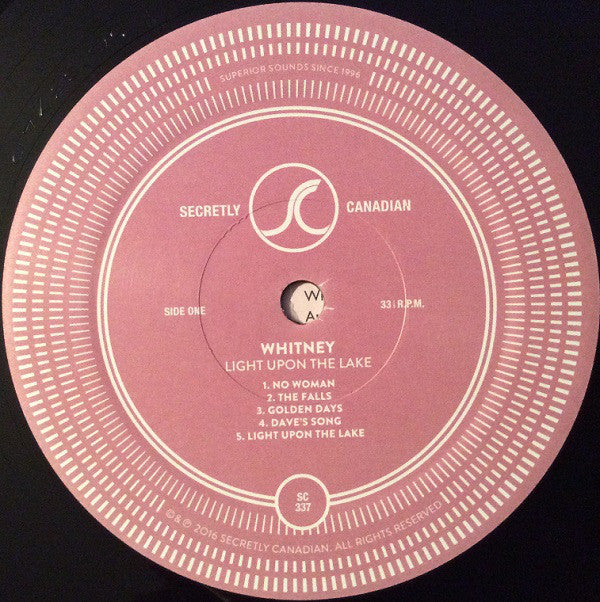 SUPERIOR SOUNDS SINCE 1996
SECRETLY SC CANADIAN
SIDE ONE
33⅓ R.P.M.
WHITNEY
LIGHT UPON THE LAKE
1. NO WOMAN
2. THE FALLS
3. GOLDEN DAYS
4. DAVE'S SONG
5. LIGHT UPON THE LAKE
SC
337
©&℗ 2016 SECRETLY CANADIAN. ALL RIGHTS RESERVED